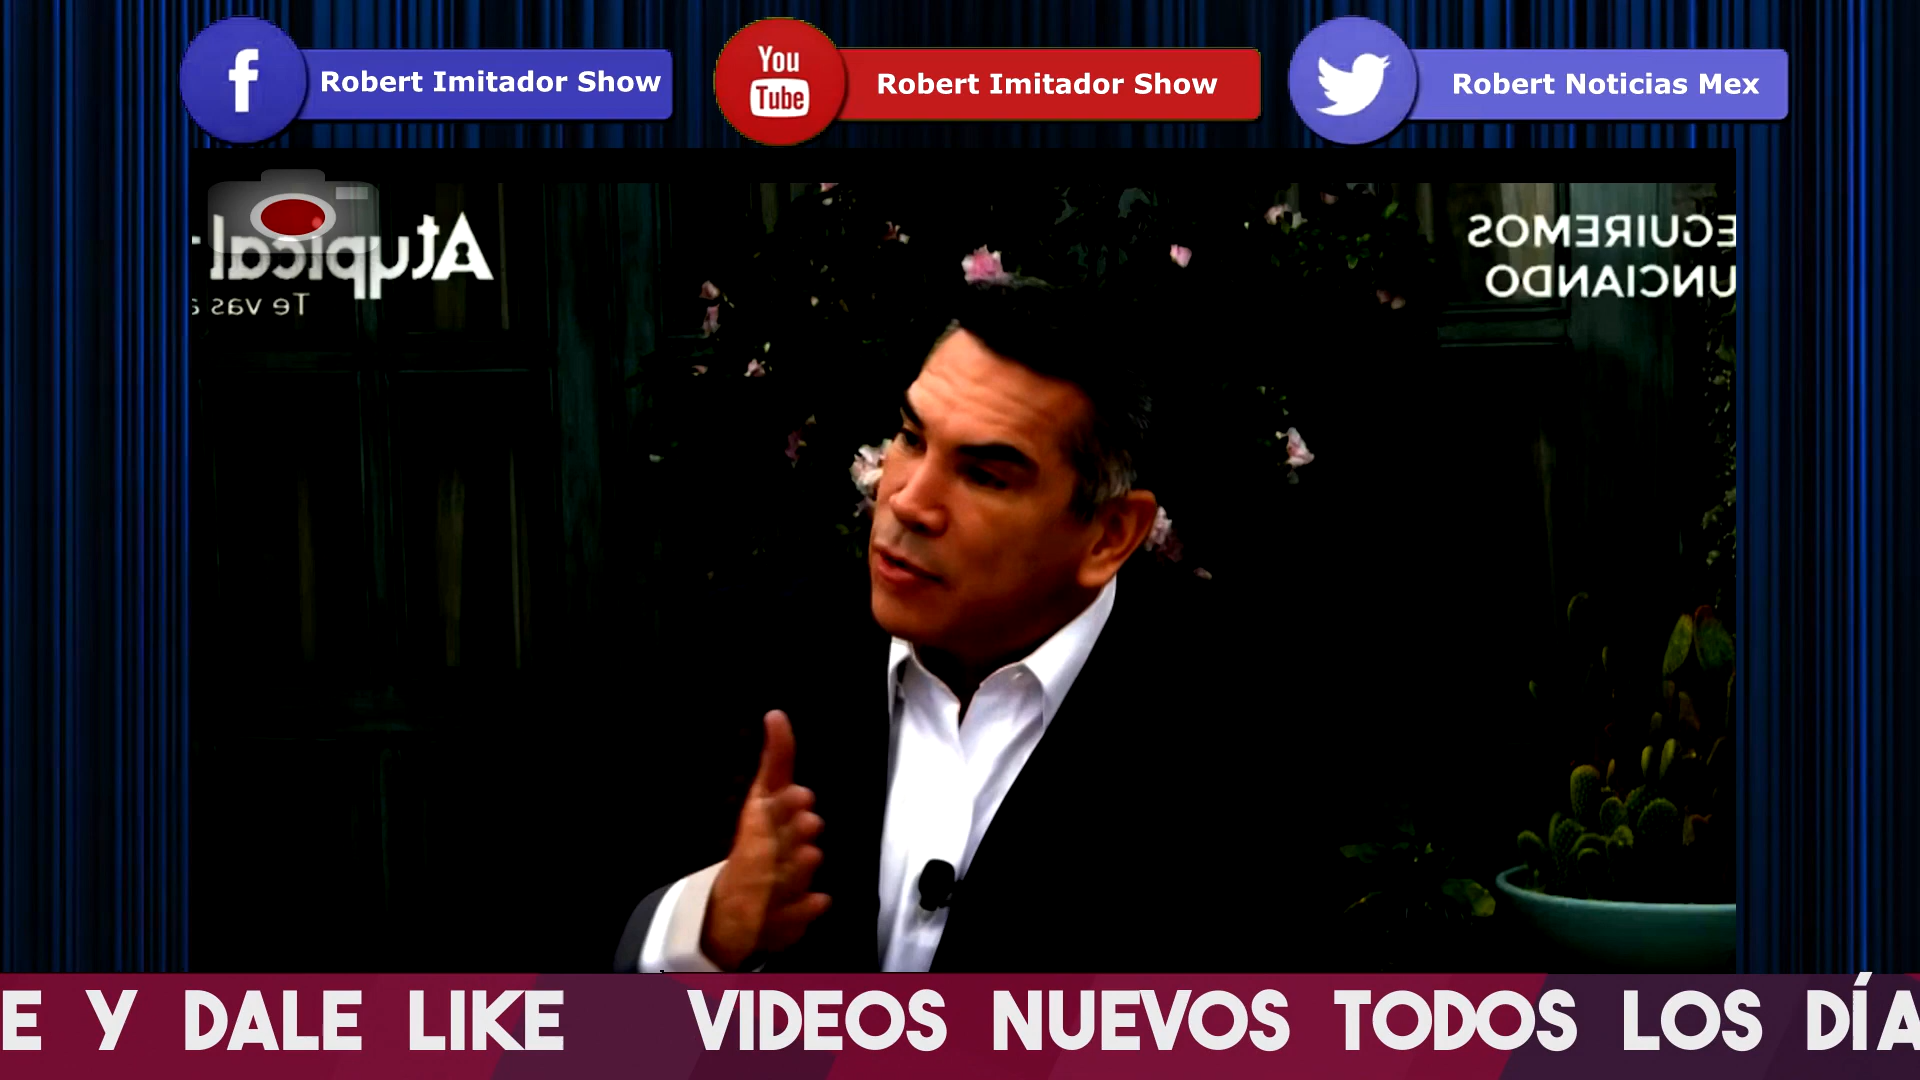 Robert Imitador Show
You
Tube
Robert Imitador Show
Robert Noticias Mex
Atypical
Te vas a
EGUIREMOS
UNCIANDO
E Y DALE LIKE VIDEOS NUEVOS TODOS LOS DÍA